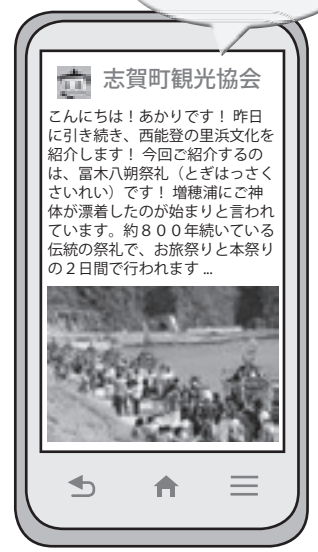 志賀町観光協会
こんにちは！あかりです！ 昨日
に引き続き、西能登の里浜文化を
紹介します！ 今回ご紹介するの
は、冨木八朔祭礼（とぎはっさく
さいれい）です！ 増穂浦にご神
体が漂着したのが始まりと言われ
ています。約８００年続いている
伝統の祭礼で、お旅祭りと本祭り
の２日間で行われます ...